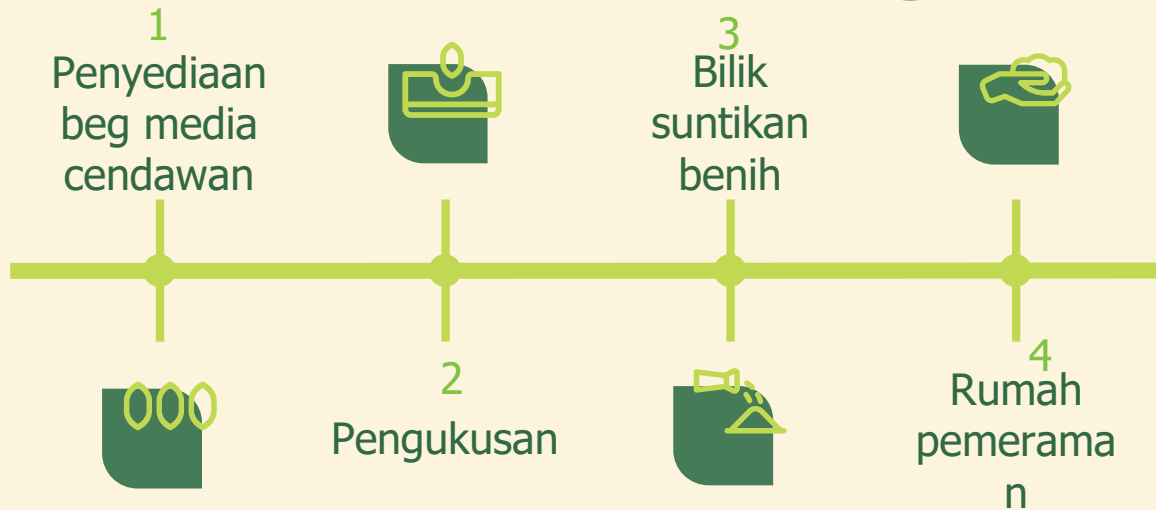 1
Penyediaan
beg media
cendawan
2
Pengukusan
3
Bilik
suntikan
benih
4
Rumah
pemerama
n